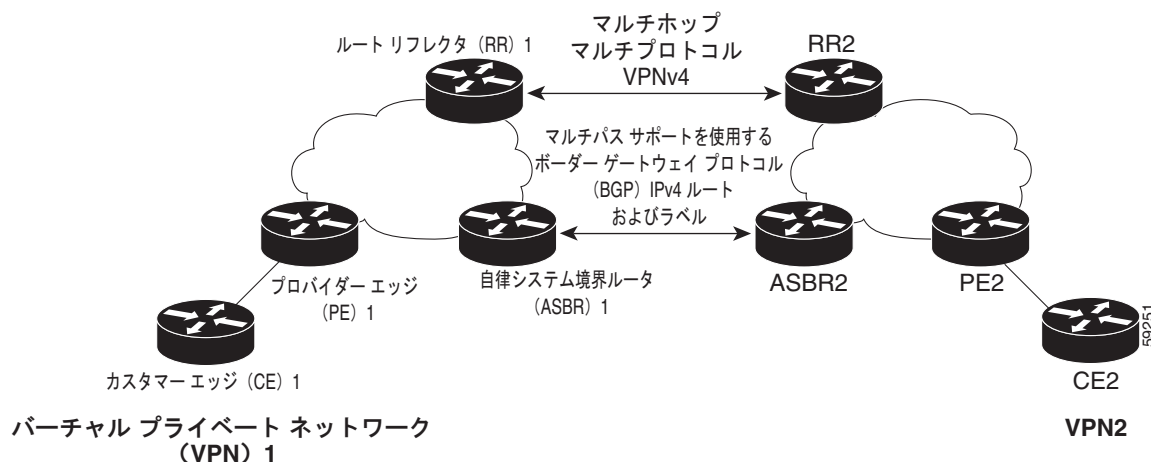 ルート リフレクタ（RR）1
マルチホップ
マルチプロトコル
VPNv4
RR2
マルチパス サポートを使用する
ボーダー ゲートウェイ プロトコル
（BGP）IPv4 ルート
およびラベル
プロバイダー エッジ
（PE）1
自律システム境界ルータ
（ASBR）1
ASBR2
PE2
カスタマー エッジ（CE）1
CE2
59251
バーチャル プライベート ネットワーク
（VPN）1
VPN2